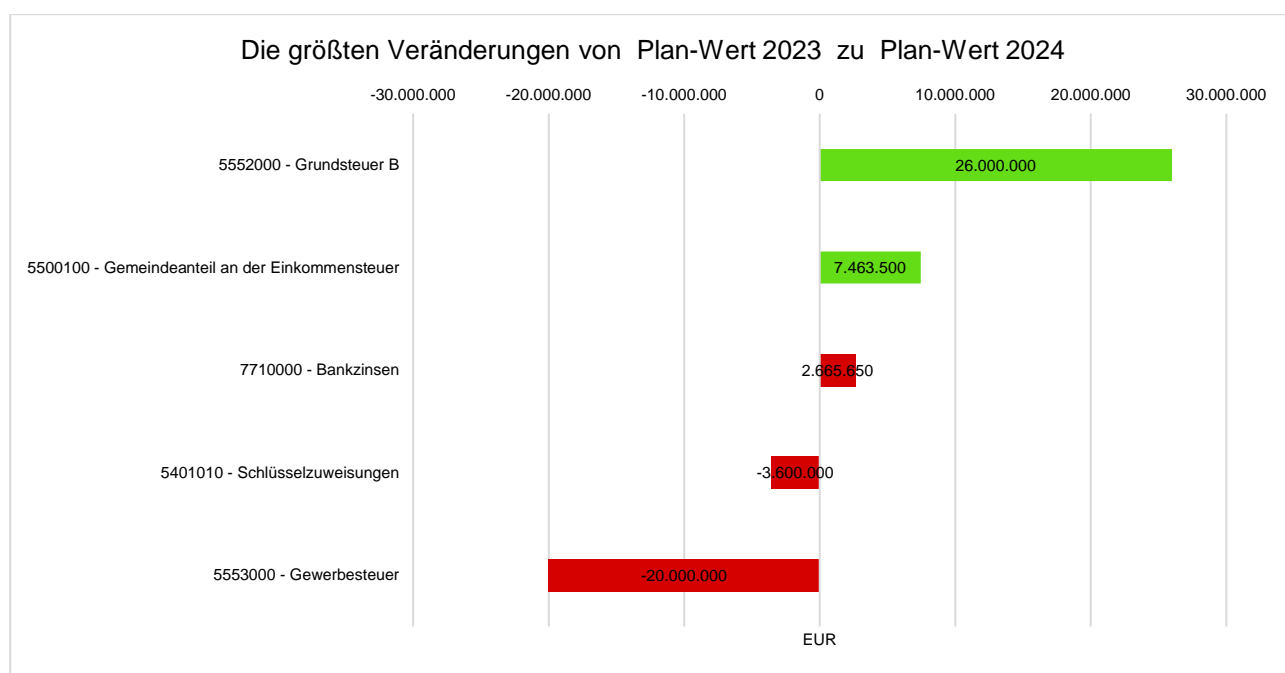 Die größten Veränderungen von  Plan-Wert 2023  zu  Plan-Wert 2024
-30.000.000 -20.000.000 -10.000.000 0 10.000.000 20.000.000 30.000.000
5552000 - Grundsteuer B 26.000.000
5500100 - Gemeindeanteil an der Einkommensteuer 7.463.500
7710000 - Bankzinsen 2.665.650
5401010 - Schlüsselzuweisungen -3.600.000
5553000 - Gewerbesteuer -20.000.000
EUR